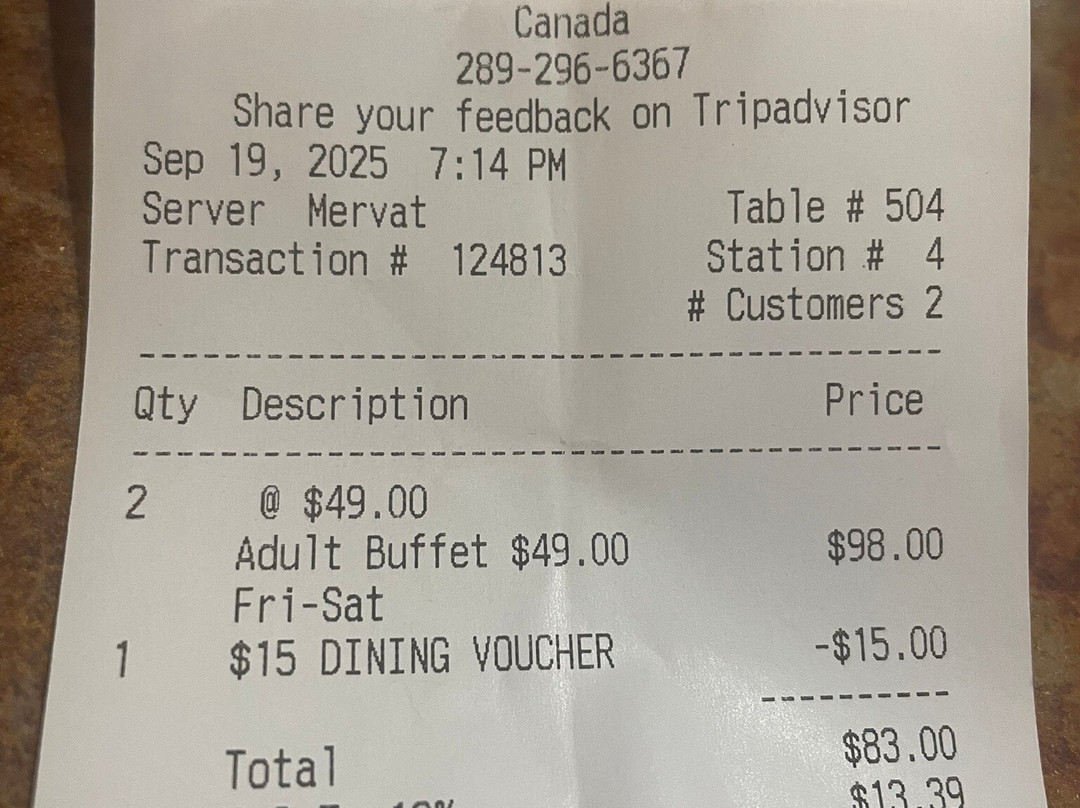 Canada
289-296-6367
Share your feedback on Tripadvisor
Sep 19, 2025 7:14 PM
Server Mervat Table # 504
Transaction # 124813 Station # 4
# Customers 2
Qty Description Price
2 @ $49.00
Adult Buffet $49.00 $98.00
Fri-Sat
1 $15 DINING VOUCHER -$15.00
Total $83.00
$13.39